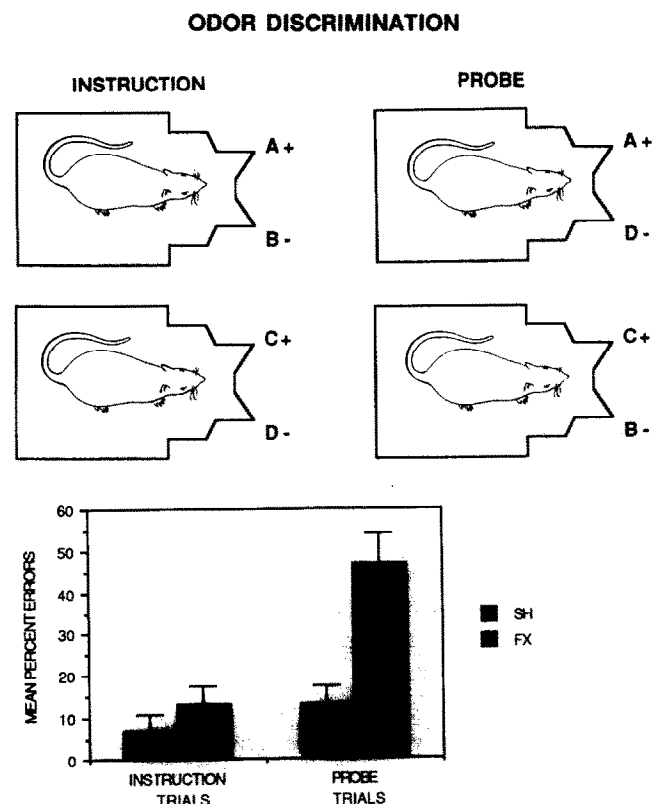 ODOR DISCRIMINATION
INSTRUCTION
PROBE
A +
B -
A +
D -
C +
D -
C +
B -
MEAN PERCENT ERRORS
60
50
40
30
20
10
0
INSTRUCTION
TRIALS
PROBE
TRIALS
SH
FX